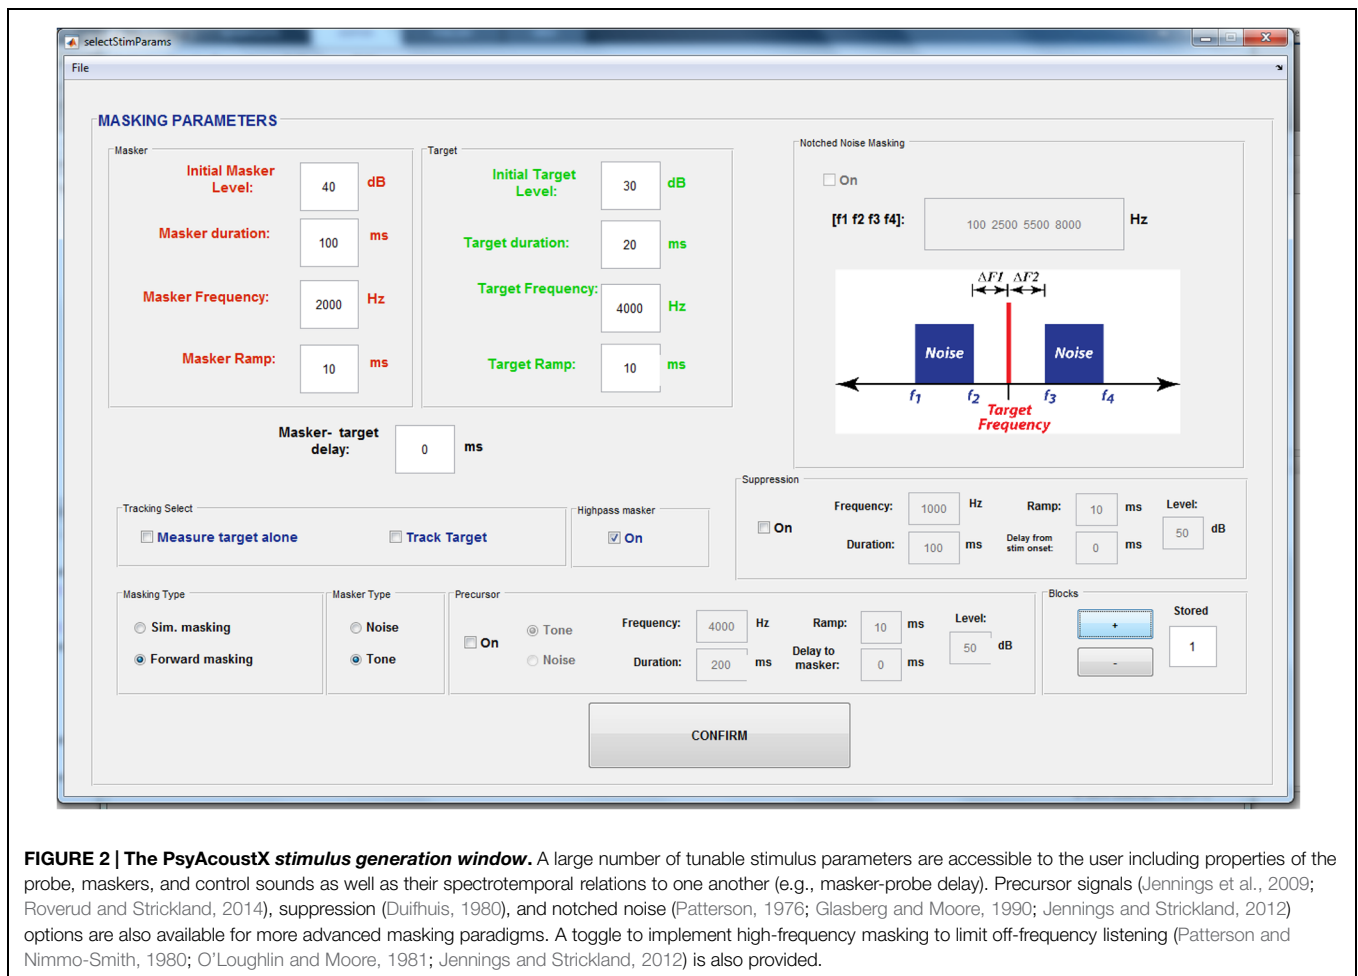 selectStimParams
File
MASKING PARAMETERS
Masker
Initial Masker Level: 40 dB
Masker duration: 100 ms
Masker Frequency: 2000 Hz
Masker Ramp: 10 ms
Target
Initial Target Level: 30 dB
Target duration: 20 ms
Target Frequency: 4000 Hz
Target Ramp: 10 ms
Masker- target delay: 0 ms
Notched Noise Masking
On
[f1 f2 f3 f4]: 100 2500 5500 8000 Hz
ΔF1 ΔF2
Noise Noise
f1 f2 f3 f4
Target
Frequency
Tracking Select
Measure target alone Track Target
Highpass masker
On
Suppression
On
Frequency: 1000 Hz Ramp: 10 ms Level: 50 dB
Duration: 100 ms Delay from stim onset: 0 ms
Masking Type
Sim. masking
Forward masking
Masker Type
Noise
Tone
Precursor
On
Tone
Noise
Frequency: 4000 Hz Ramp: 10 ms Level: 50 dB
Duration: 200 ms Delay to masker: 0 ms
Blocks
+
-
Stored
1
CONFIRM
FIGURE 2 | The PsyAcoustX stimulus generation window. A large number of tunable stimulus parameters are accessible to the user including properties of the
probe, maskers, and control sounds as well as their spectrotemporal relations to one another (e.g., masker-probe delay). Precursor signals (Jennings et al., 2009;
Roverud and Strickland, 2014), suppression (Duifhuis, 1980), and notched noise (Patterson, 1976; Glasberg and Moore, 1990; Jennings and Strickland, 2012)
options are also available for more advanced masking paradigms. A toggle to implement high-frequency masking to limit off-frequency listening (Patterson and
Nimmo-Smith, 1980; O'Loughlin and Moore, 1981; Jennings and Strickland, 2012) is also provided.